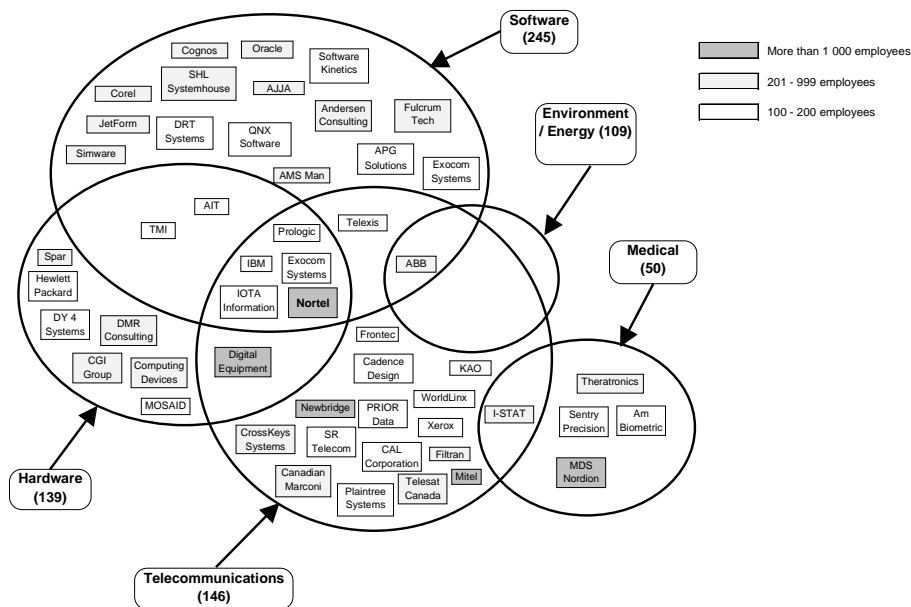 Software
(245)
More than 1 000 employees
201 - 999 employees
100 - 200 employees
Cognos
Oracle
Software
Kinetics
SHL
Systemhouse
Corel
AJJA
Andersen
Consulting
Fulcrum
Tech
JetForm
DRT
Systems
QNX
Software
Simware
APG
Solutions
Exocom
Systems
AMS Man
Environment
/ Energy (109)
AIT
TMI
Prologic
Telexis
IBM
Exocom
Systems
ABB
IOTA
Information
Nortel
Medical
(50)
Spar
Hewlett
Packard
DY 4
Systems
DMR
Consulting
CGI
Group
Computing
Devices
MOSAID
Digital
Equipment
Frontec
Cadence
Design
KAO
WorldLinx
Newbridge
PRIOR
Data
Xerox
CrossKeys
Systems
SR
Telecom
CAL
Corporation
Filtran
Canadian
Marconi
Plaintree
Systems
Telesat
Canada
Mitel
I-STAT
Theratronics
Sentry
Precision
Am
Biometric
MDS
Nordion
Hardware
(139)
Telecommunications
(146)